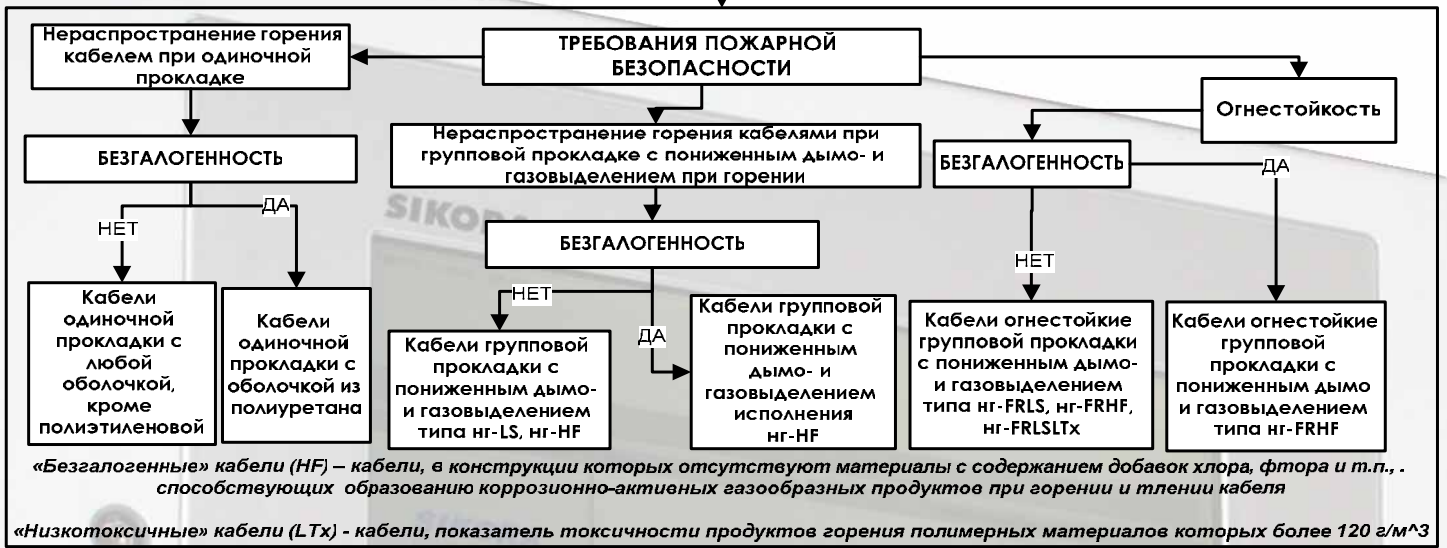 ТРЕБОВАНИЯ ПОЖАРНОЙ
БЕЗОПАСНОСТИ
Нераспространение горения
кабелем при одиночной
прокладке
БЕЗГАЛОГЕННОСТЬ
НЕТ
ДА
Кабели
одиночной
прокладки с
любой
оболочкой,
кроме
полиэтиленовой
Кабели
одиночной
прокладки с
оболочкой из
полиуретана
Нераспространение горения кабелями при
групповой прокладке с пониженным дымо- и
газовыделением при горении
SIKO
БЕЗГАЛОГЕННОСТЬ
НЕТ
ДА
Кабели групповой
прокладки с
пониженным дымо-
и газовыделением
типа нг-LS, нг-HF
Кабели групповой
прокладки с
пониженным
дымо- и
газовыделением
исполнения
нг-HF
Огнестойкость
БЕЗГАЛОГЕННОСТЬ
НЕТ
ДА
Кабели огнестойкие
групповой прокладки
с пониженным дымо-
и газовыделением
типа нг-FRLS, нг-FRHF,
нг-FRLSLTx
Кабели огнестойкие
групповой
прокладки с
пониженным дымо
и газовыделением
типа нг-FRHF
«Безгалогенные» кабели (HF) – кабели, в конструкции которых отсутствуют материалы с содержанием добавок хлора, фтора и т.п., .
способствующих образованию коррозионно-активных газообразных продуктов при горении и тлении кабеля
«Низкотоксичные» кабели (LTx) - кабели, показатель токсичности продуктов горения полимерных материалов которых более 120 г/м^3